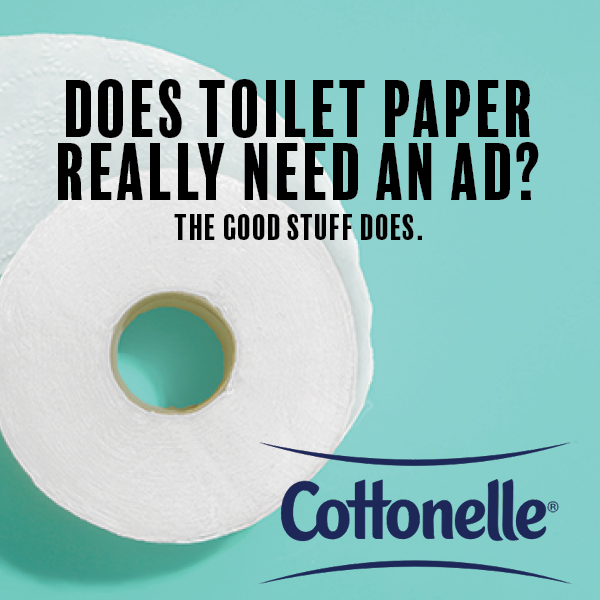 DOES TOILET PAPER
REALLY NEED AN AD?
THE GOOD STUFF DOES.
Cottonelle®